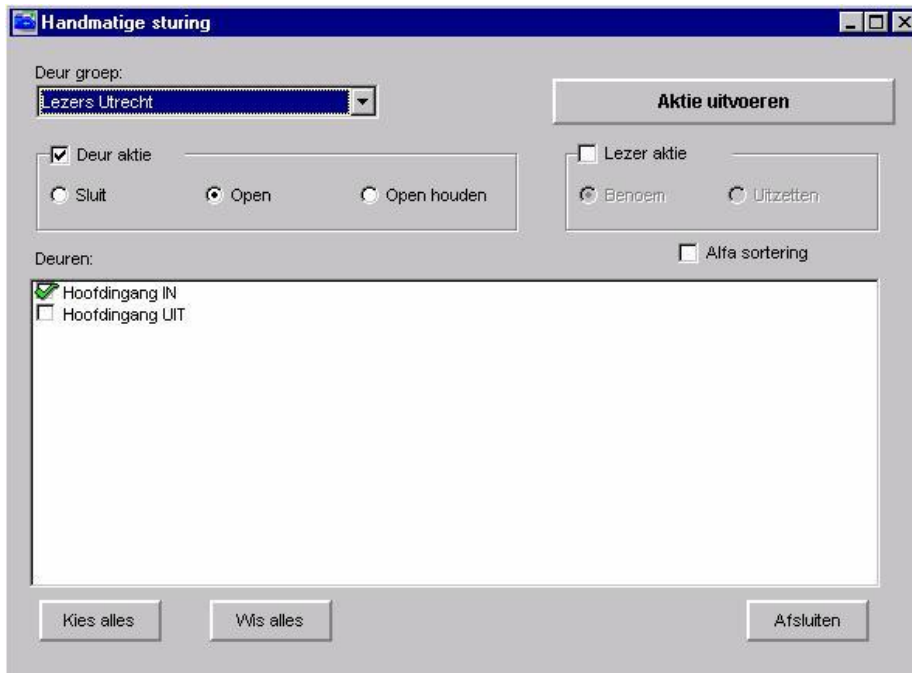 Handmatige sturing
Deur groep:
Lezers Utrecht
Aktie uitvoeren
Deur aktie
Sluit
Open
Open houden
Lezer aktie
Benoem
Uitzetten
Alfa sortering
Deuren:
Hoofdingang IN
Hoofdingang UIT
Kies alles
Wis alles
Afsluiten